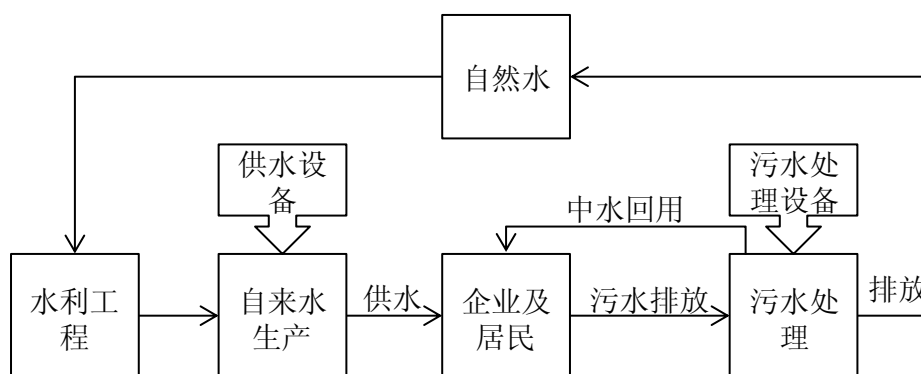 自然水
供水设
备
污水处
理设备
中水回用
水利工
程
自来水
生产
供水
企业及
居民
污水排放
污水处
理
排放